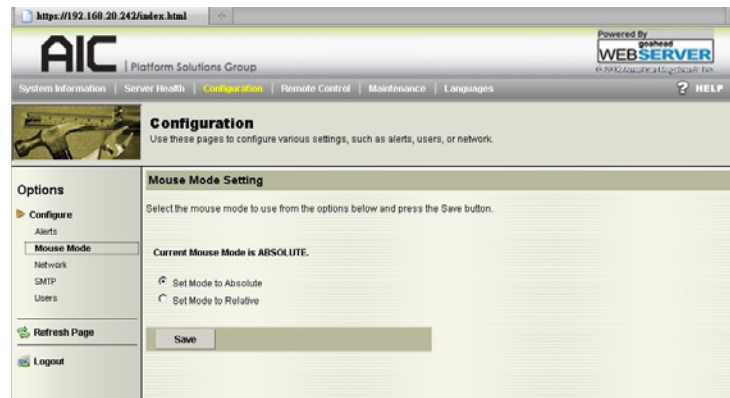 https://192.168.20.242/index.html
AIC | Platform Solutions Group
Powered By
goahead
WEBSERVER
System Information | Server Health | Configuration | Remote Control | Maintenance | Languages
HELP
Configuration
Use these pages to configure various settings, such as alerts, users, or network.
Options
Configure
Alerts
Mouse Mode
Network
SMTP
Users
Refresh Page
Logout
Mouse Mode Setting
Select the mouse mode to use from the options below and press the Save button.
Current Mouse Mode is ABSOLUTE.
Set Mode to Absolute
Set Mode to Relative
Save